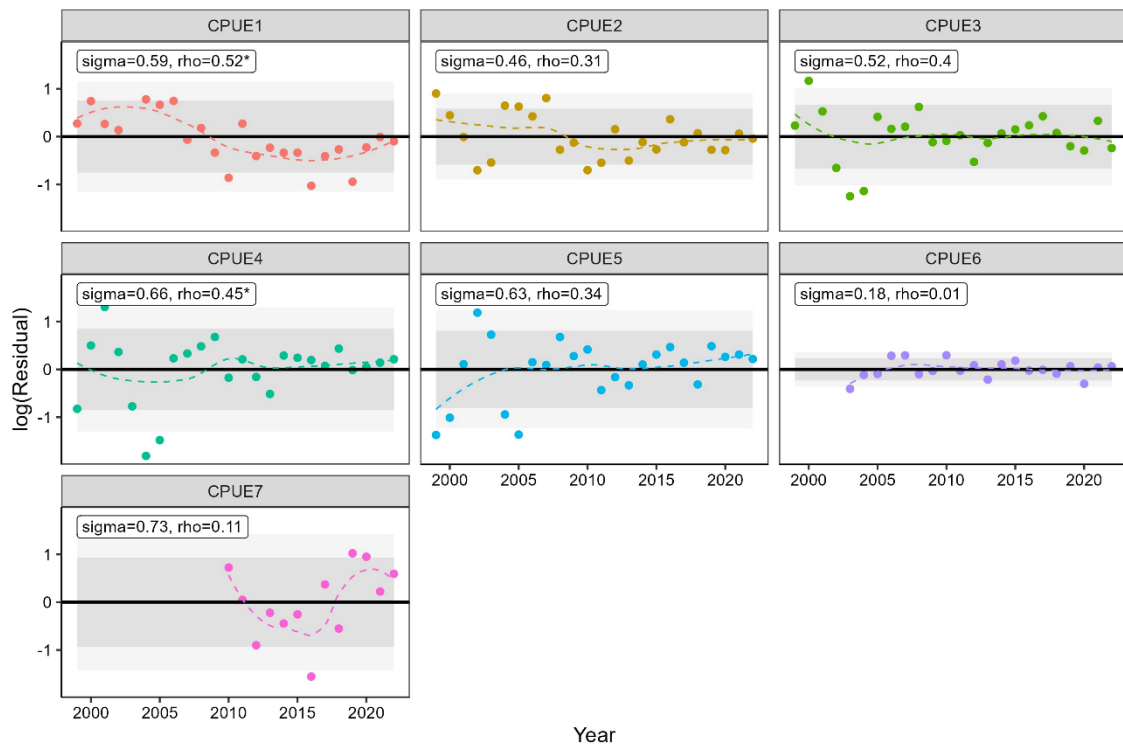 CPUE1
CPUE2
CPUE3
sigma=0.59, rho=0.52*
sigma=0.46, rho=0.31
sigma=0.52, rho=0.4
1
0
-1
CPUE4
CPUE5
CPUE6
sigma=0.66, rho=0.45*
sigma=0.63, rho=0.34
sigma=0.18, rho=0.01
log(Residual)
1
0
-1
2000 2005 2010 2015 2020
2000 2005 2010 2015 2020
CPUE7
sigma=0.73, rho=0.11
1
0
-1
2000 2005 2010 2015 2020
Year